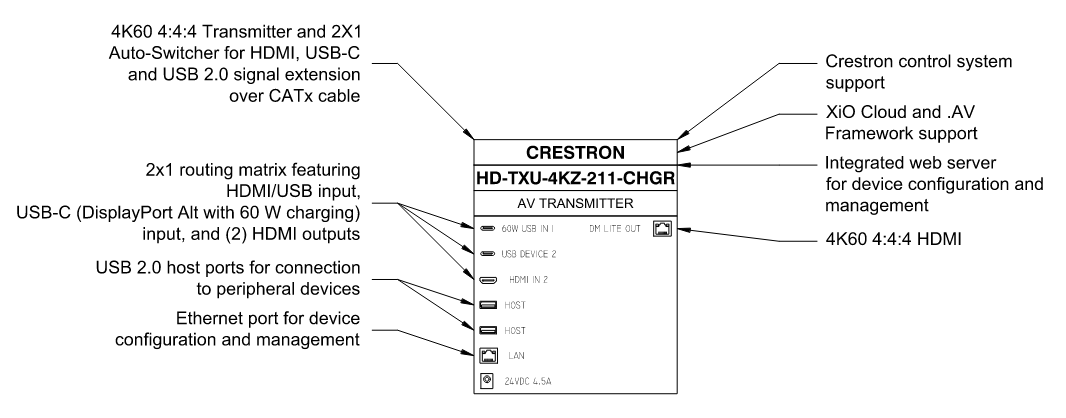 4K60 4:4:4 Transmitter and 2X1
Auto-Switcher for HDMI, USB-C
and USB 2.0 signal extension
over CATx cable
2x1 routing matrix featuring
HDMI/USB input,
USB-C (DisplayPort Alt with 60 W charging)
input, and (2) HDMI outputs
USB 2.0 host ports for connection
to peripheral devices
Ethernet port for device
configuration and management
CRESTRON
HD-TXU-4KZ-211-CHGR
AV TRANSMITTER
60W USB IN 1 DM LITE OUT
USB DEVICE 2
HDMI IN 2
HOST
HOST
LAN
24VDC 4.5A
Crestron control system
support
XiO Cloud and .AV
Framework support
Integrated web server
for device configuration and
management
4K60 4:4:4 HDMI